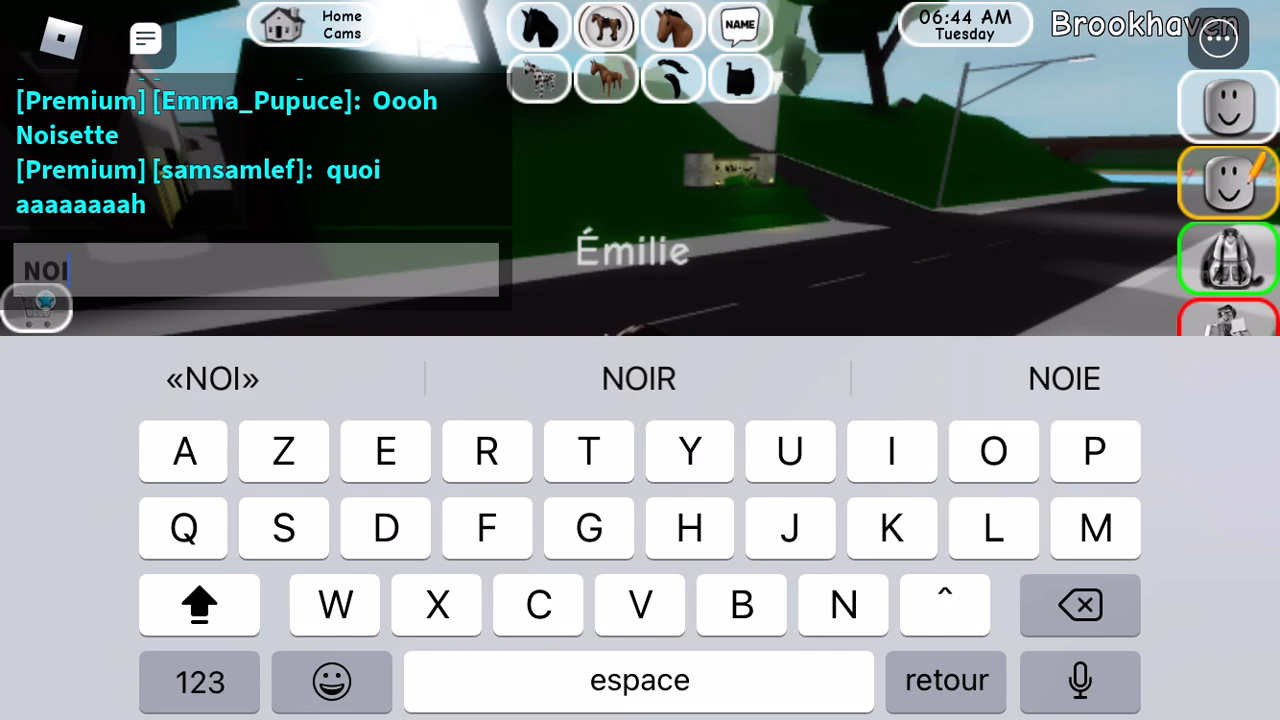 Home
Cams
NAME
06:44 AM
Tuesday
Brookhaven
[Premium] [Emma_Pupuce]: Oooh
Noisette
[Premium] [samsamlef]: quoi
aaaaaaaah
NOI
Émilie
«NOI» NOIR NOIE
A Z E R T Y U I O P
Q S D F G H J K L M
W X C V B N ^
123 espace retour